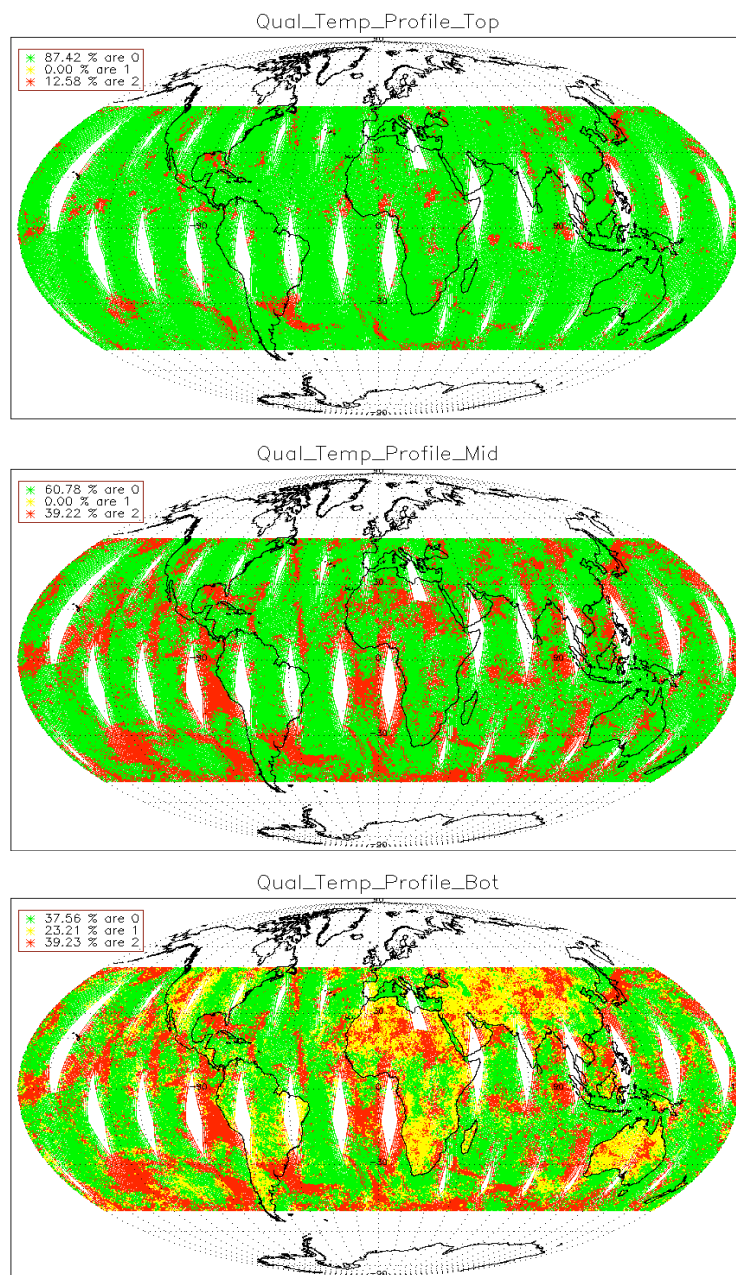 Qual_Temp_Profile_Top
87.42 % are 0
0.00 % are 1
12.58 % are 2
Qual_Temp_Profile_Mid
60.78 % are 0
0.00 % are 1
39.22 % are 2
Qual_Temp_Profile_Bot
37.56 % are 0
23.21 % are 1
39.23 % are 2